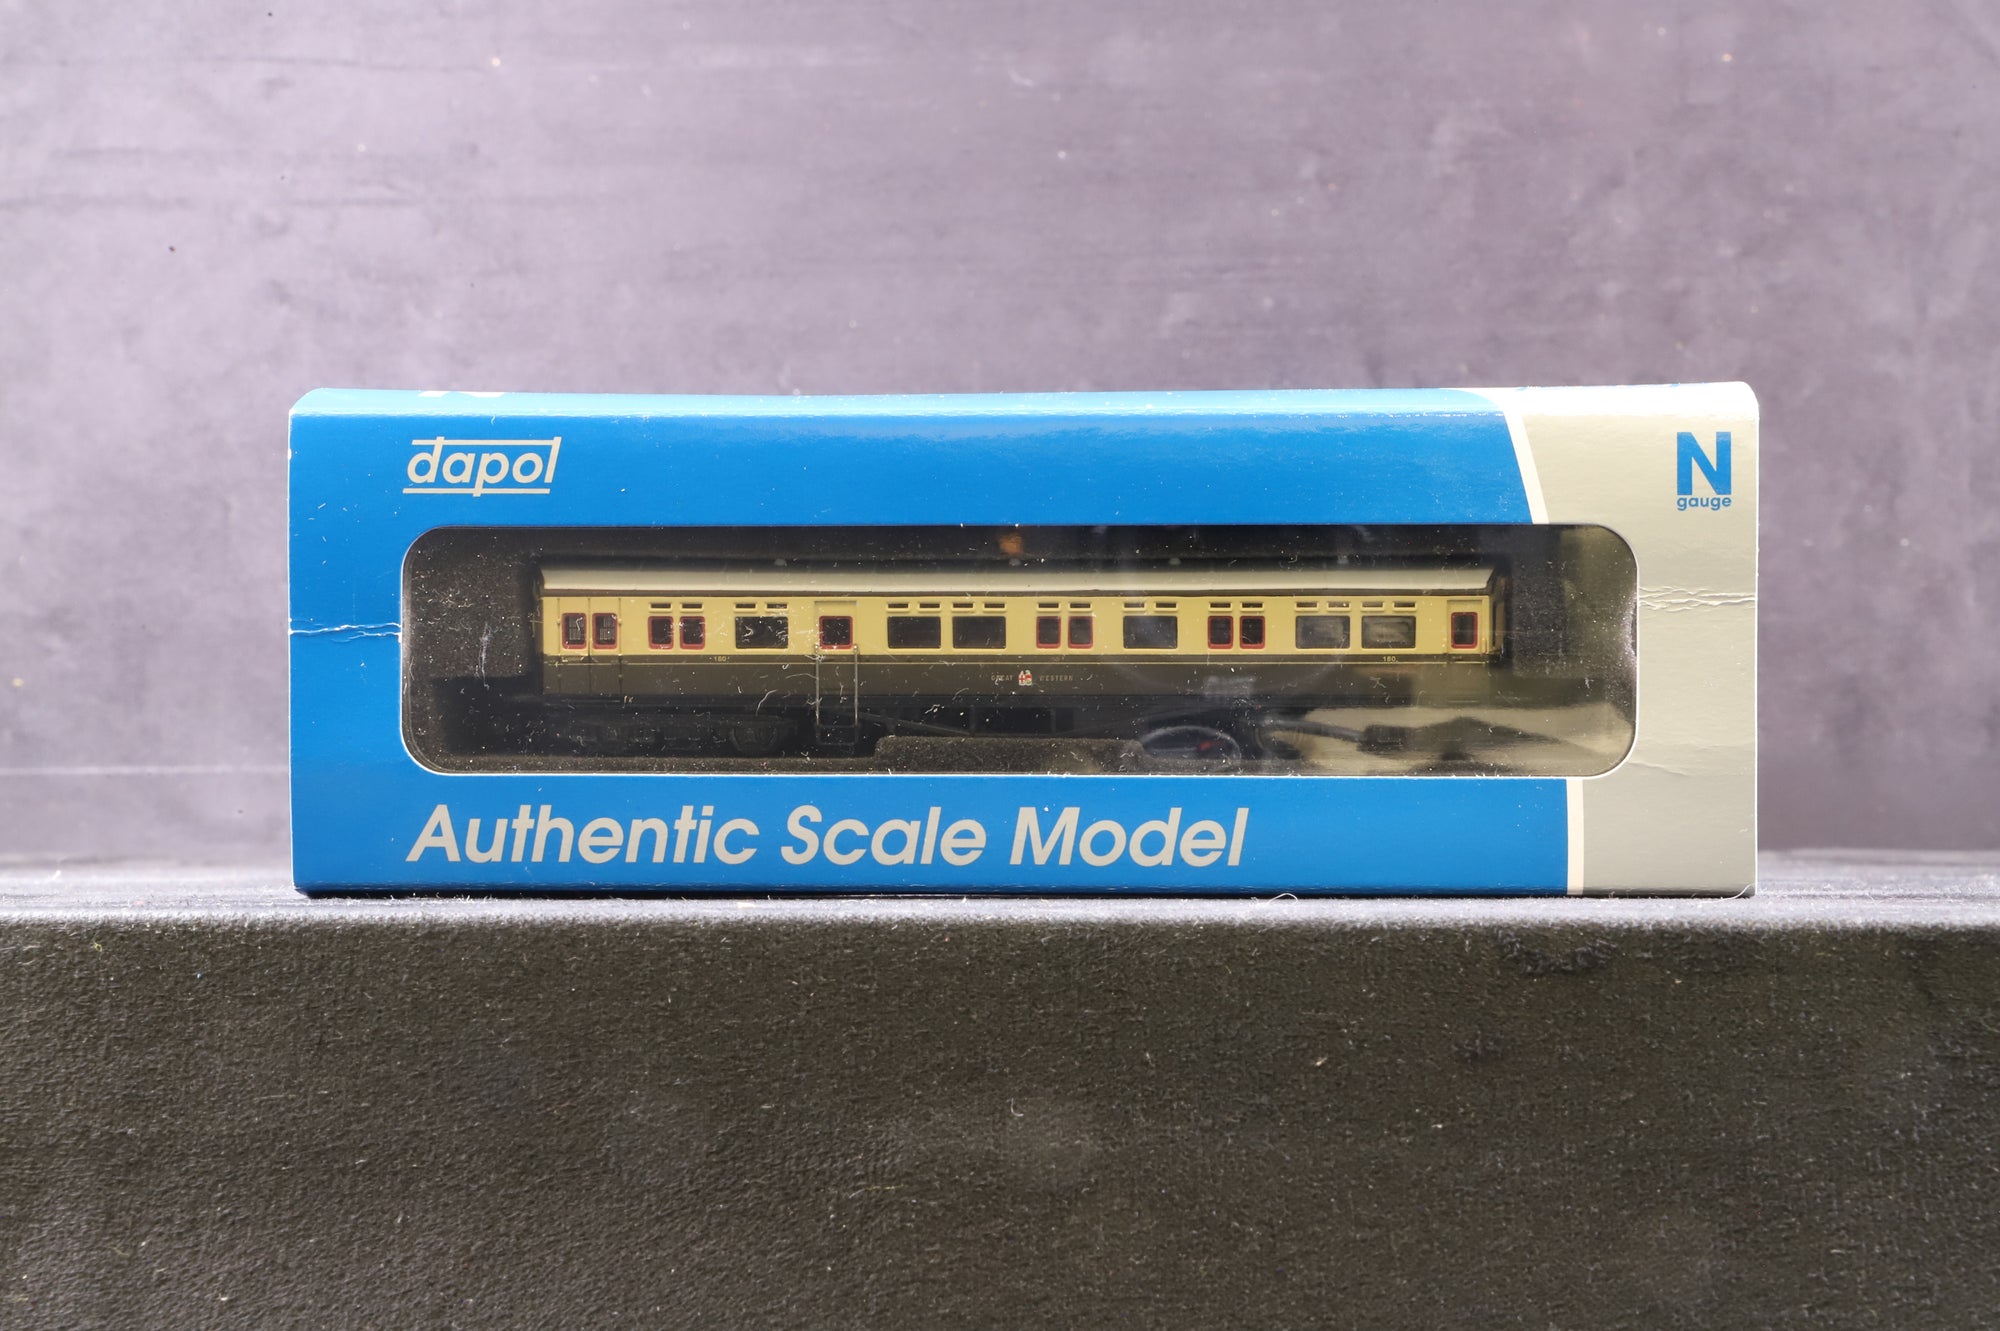 dapol
N
gauge
180
180
GREAT WESTERN
Authentic Scale Model